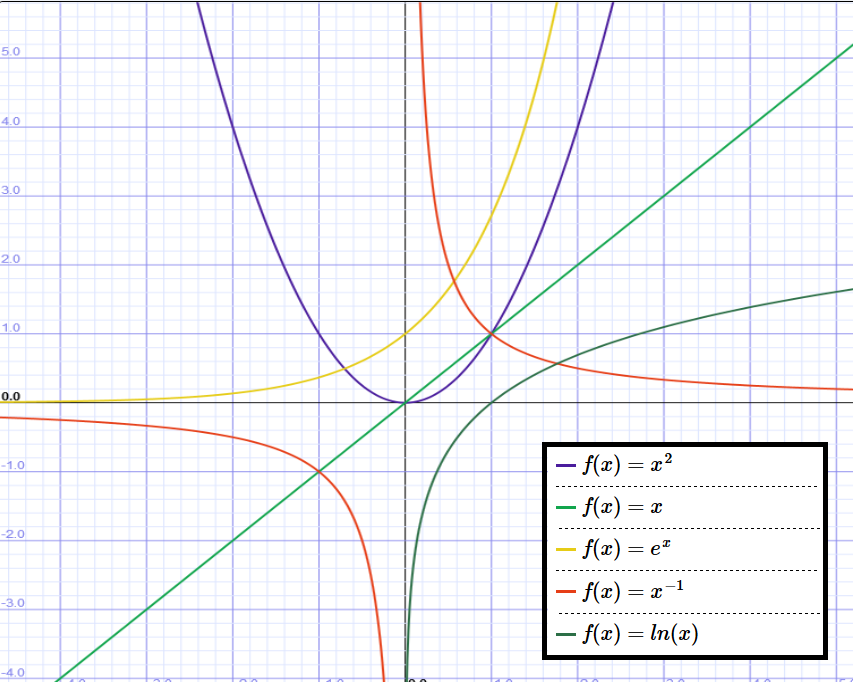 5.0
4.0
3.0
2.0
1.0
0.0
-1.0
-2.0
-3.0
-4.0
f(x) = x²
f(x) = x
f(x) = eˣ
f(x) = x⁻¹
f(x) = ln(x)